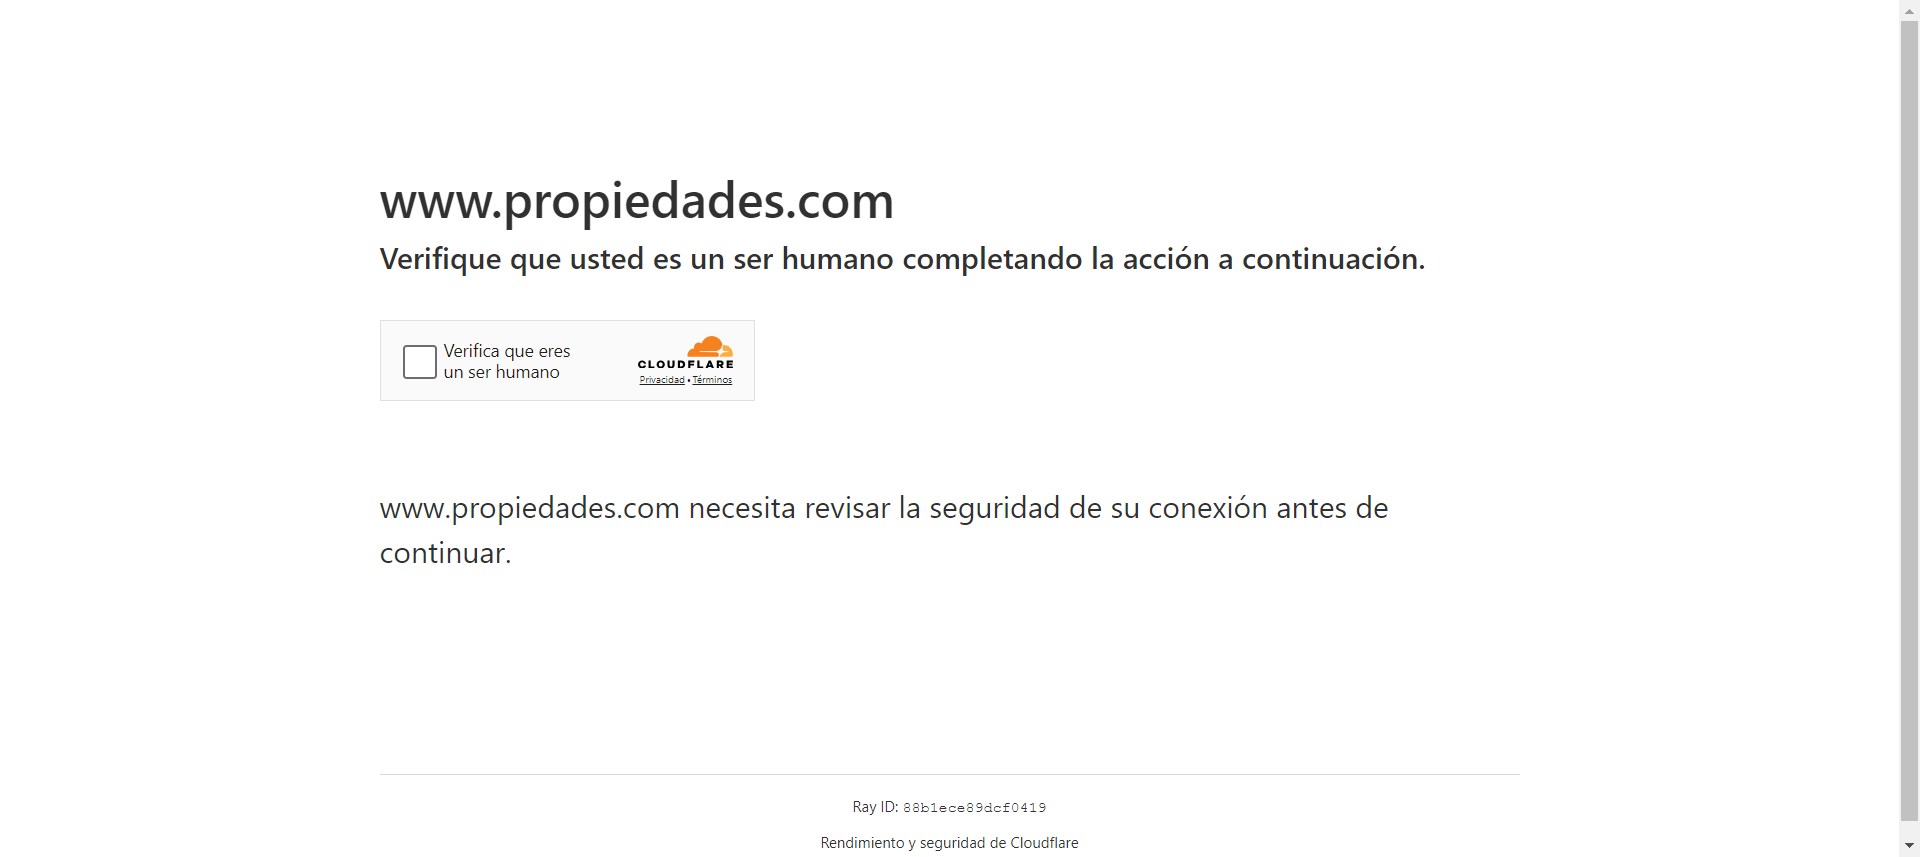 www.propiedades.com
Verifique que usted es un ser humano completando la acción a continuación.
Verifica que eres
un ser humano
CLOUDFLARE
Privacidad • Términos
www.propiedades.com necesita revisar la seguridad de su conexión antes de
continuar.
Ray ID: 88b1ece89dcf0419
Rendimiento y seguridad de Cloudflare